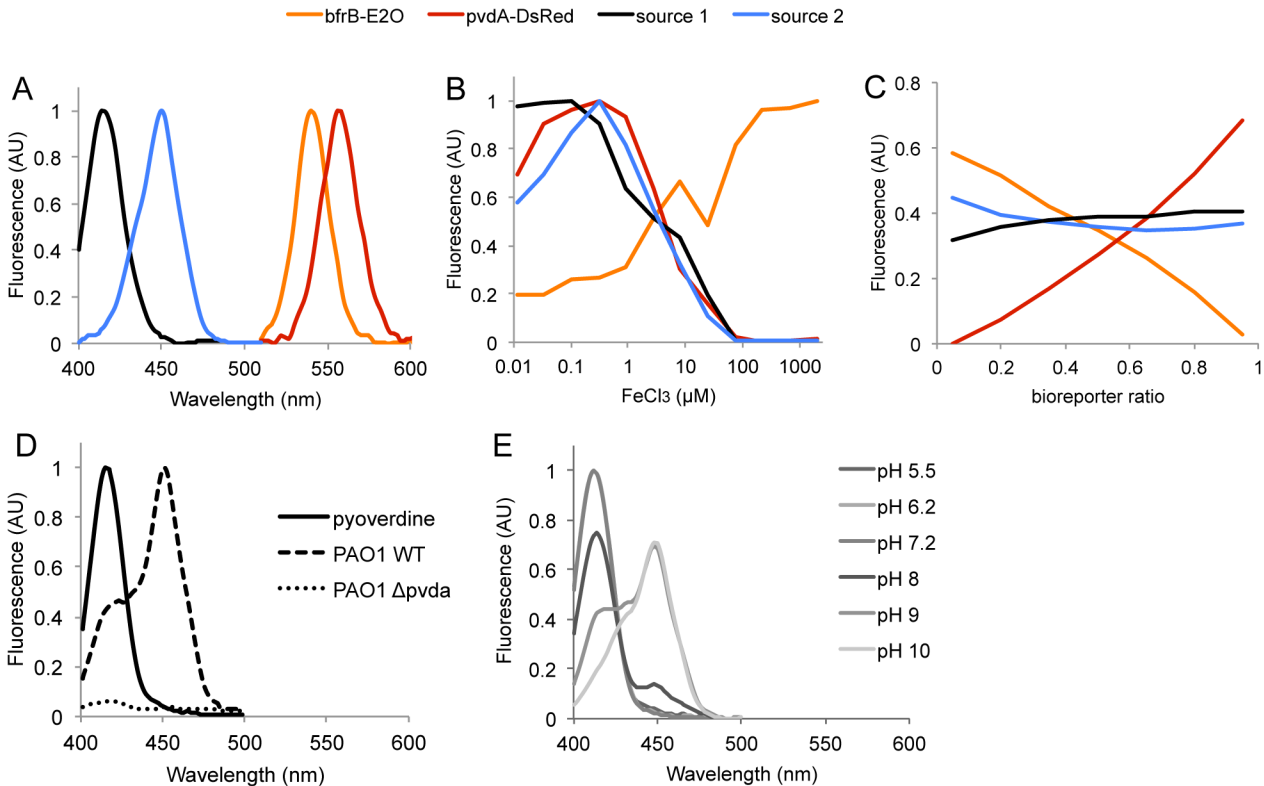 bfrB-E2O pvdA-DsRed source 1 source 2
A
Fluorescence (AU)
1
0.8
0.6
0.4
0.2
0
400 450 500 550 600
Wavelength (nm)
B
Fluorescence (AU)
1
0.8
0.6
0.4
0.2
0
0.01 0.1 1 10 100 1000
FeCl3 (µM)
C
Fluorescence (AU)
0.8
0.6
0.4
0.2
0
0 0.2 0.4 0.6 0.8 1
bioreporter ratio
D
Fluorescence (AU)
1
0.8
0.6
0.4
0.2
0
400 450 500 550 600
Wavelength (nm)
pyoverdine
PAO1 WT
PAO1 Δpvda
E
Fluorescence (AU)
1
0.8
0.6
0.4
0.2
0
400 450 500 550 600
Wavelength (nm)
pH 5.5
pH 6.2
pH 7.2
pH 8
pH 9
pH 10